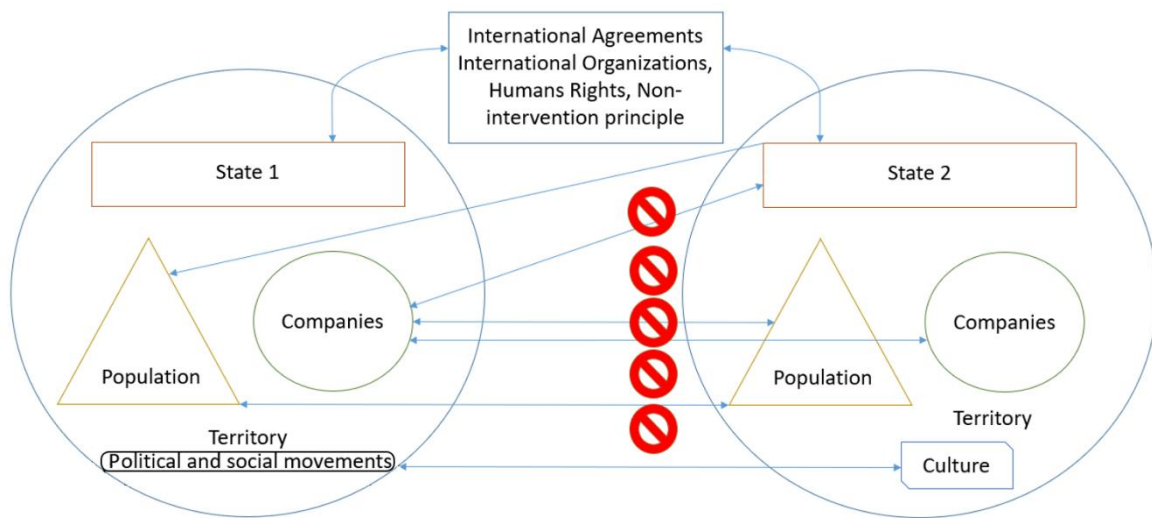 International Agreements
International Organizations,
Humans Rights, Non-
intervention principle
State 1
State 2
Companies
Companies
Population
Population
Territory
Territory
Political and social movements
Culture